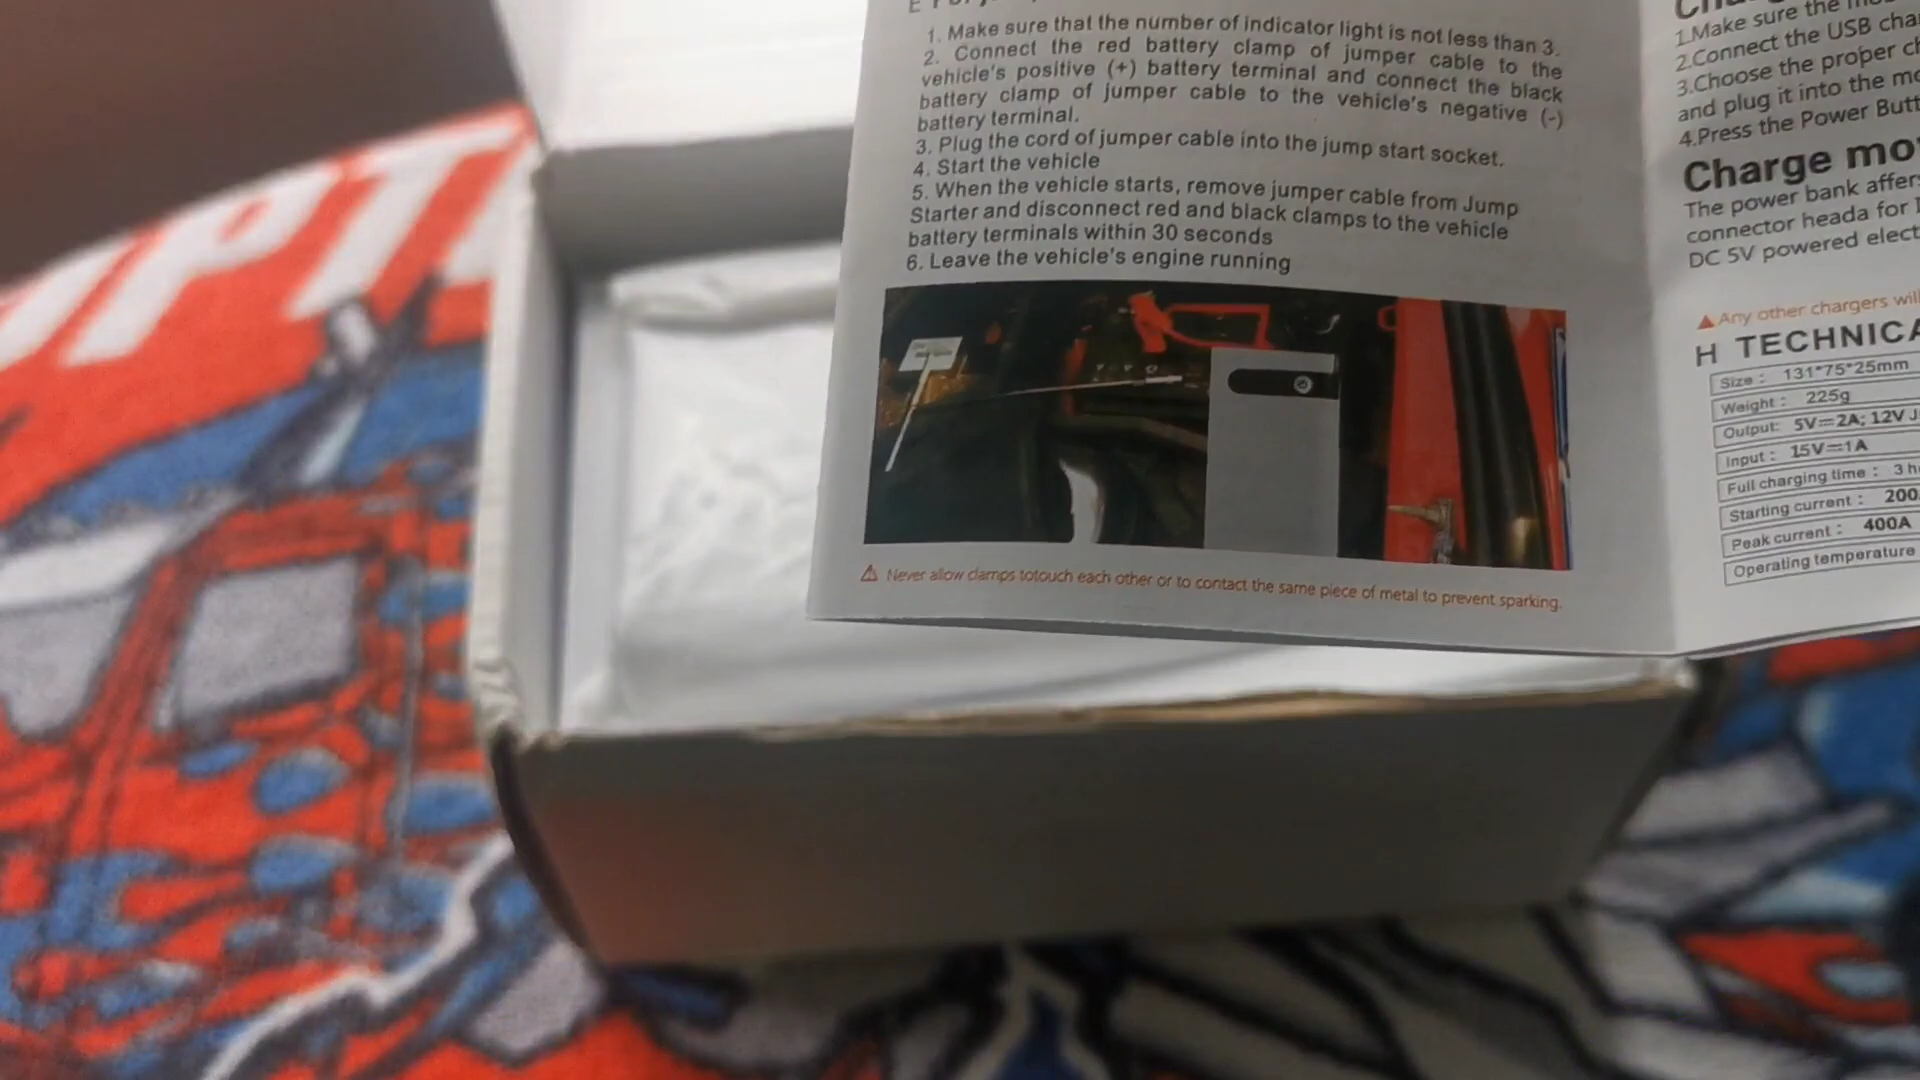 1. Make sure that the number of indicator light is not less than 3.
2. Connect the red battery clamp of jumper cable to the
vehicle's positive (+) battery terminal and connect the black
battery clamp of jumper cable to the vehicle's negative (-)
battery terminal.
3. Plug the cord of jumper cable into the jump start socket.
4. Start the vehicle
5. When the vehicle starts, remove jumper cable from Jump
Starter and disconnect red and black clamps to the vehicle
battery terminals within 30 seconds
6. Leave the vehicle's engine running
Never allow clamps totouch each other or to contact the same piece of metal to prevent sparking.
1.Make sure the
2.Connect the USB
3.Choose the proper
and plug it into the
4.Press the Power
Charge
The power bank
connector heada for
DC 5V powered
Any other chargers
H
Size : 131*75*25mm
Weight : 225g
Output: 5V⎓2A; 12V
Input : 15V⎓1A
Full charging time : 3
Starting current :
Peak current : 400A
Operating temperature